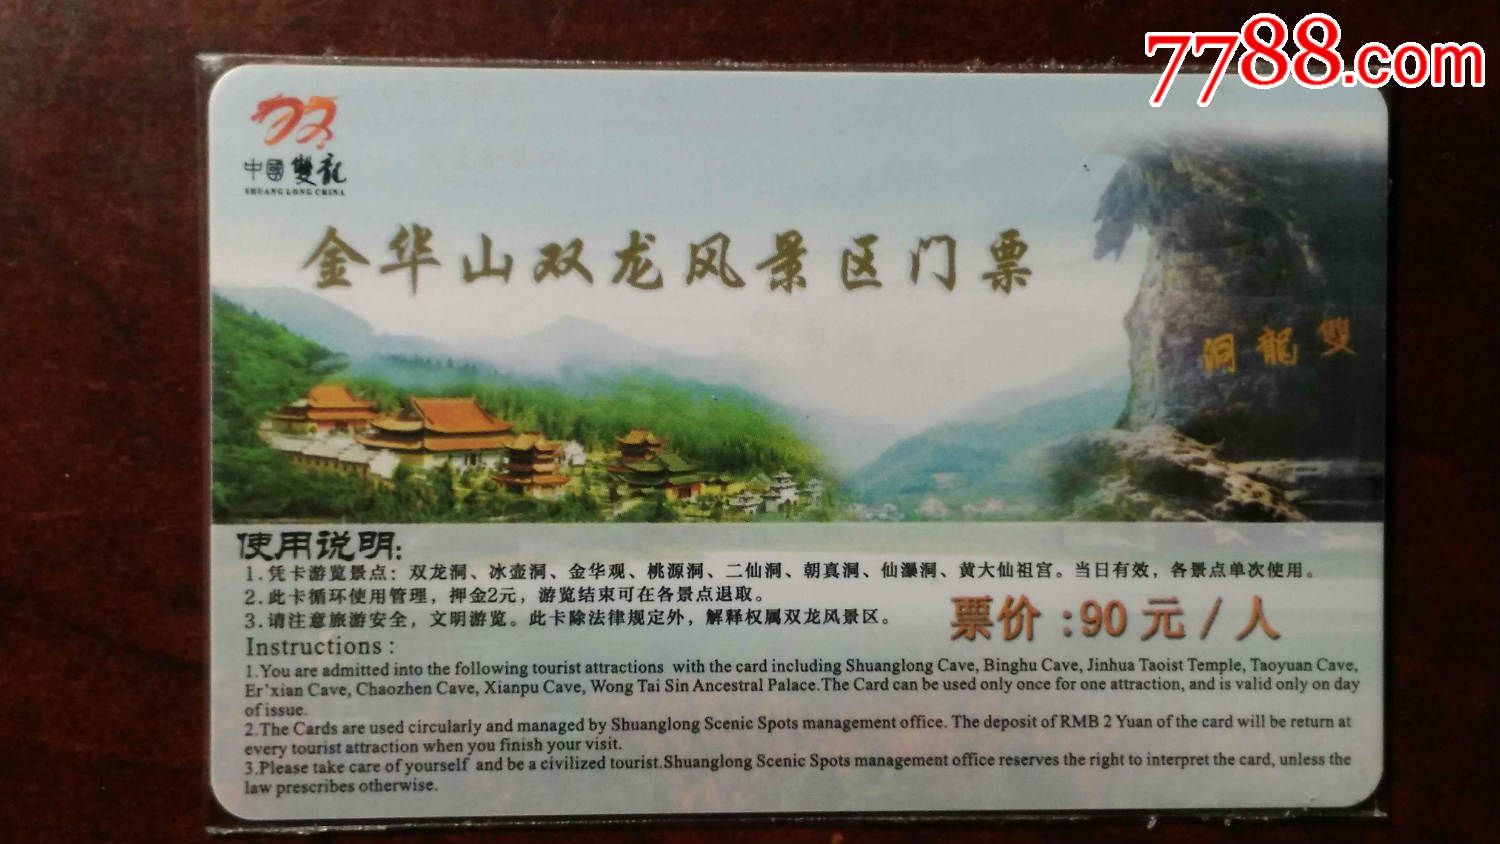 7788.com
中國雙龍
SHUANG LONG CHINA
金华山双龙风景区门票
洞龍雙
使用说明:
1.凭卡游览景点：双龙洞、冰壶洞、金华观、桃源洞、二仙洞、朝真洞、仙瀑洞、黄大仙祖宫。当日有效，各景点单次使用。
2.此卡循环使用管理，押金2元，游览结束可在各景点退取。
3.请注意旅游安全，文明游览。此卡除法律规定外，解释权属双龙风景区。
票价:90元/人
Instructions:
1.You are admitted into the following tourist attractions with the card including Shuanglong Cave, Binghu Cave, Jinhua Taoist Temple, Taoyuan Cave,
Er'xian Cave, Chaozhen Cave, Xianpu Cave, Wong Tai Sin Ancestral Palace.The Card can be used only once for one attraction, and is valid only on day
of issue.
2.The Cards are used circularly and managed by Shuanglong Scenic Spots management office. The deposit of RMB 2 Yuan of the card will be return at
every tourist attraction when you finish your visit.
3.Please take care of yourself and be a civilized tourist.Shuanglong Scenic Spots management office reserves the right to interpret the card, unless the
law prescribes otherwise.